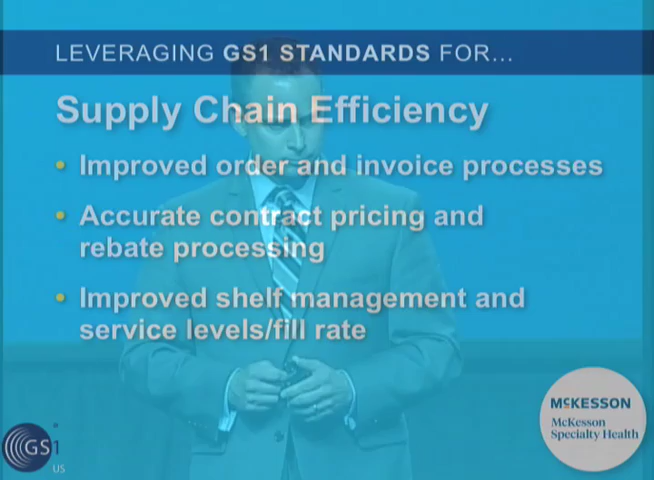 LEVERAGING GS1 STANDARDS FOR...
Supply Chain Efficiency
• Improved order and invoice processes
• Accurate contract pricing and
rebate processing
• Improved shelf management and
service levels/fill rate
MCKESSON
McKesson
Specialty Health
GS1
US